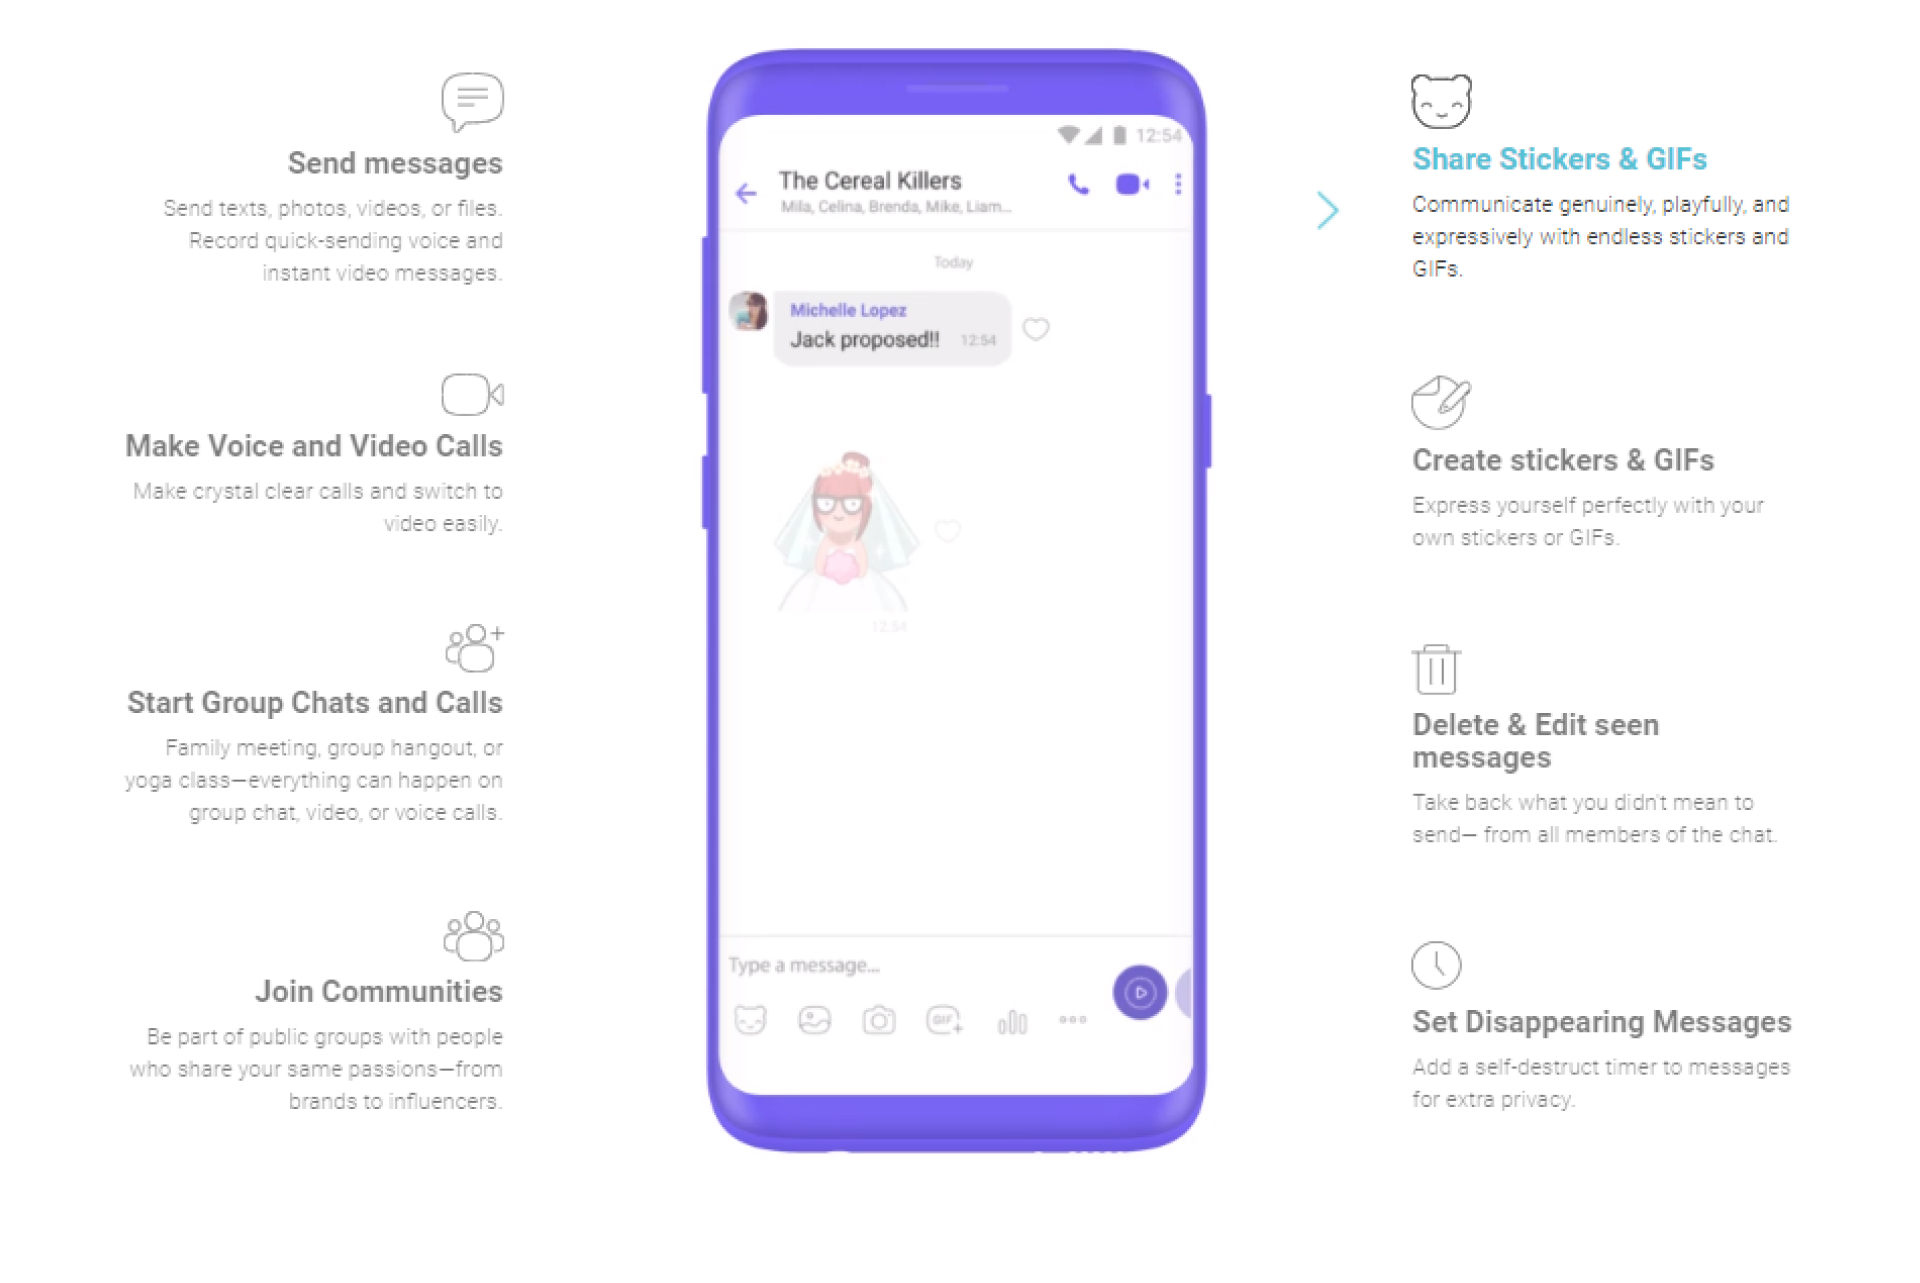 Send messages
Send texts, photos, videos, or files.
Record quick-sending voice and
instant video messages.
Make Voice and Video Calls
Make crystal clear calls and switch to
video easily.
Start Group Chats and Calls
Family meeting, group hangout, or
yoga class—everything can happen on
group chat, video, or voice calls.
Join Communities
Be part of public groups with people
who share your same passions—from
brands to influencers.
12:54
The Cereal Killers
Mila, Celina, Brenda, Mike, Liam...
Today
Michelle Lopez
Jack proposed!! 12:54
12:54
Type a message...
GIF
Share Stickers & GIFs
Communicate genuinely, playfully, and
expressively with endless stickers and
GIFs.
Create stickers & GIFs
Express yourself perfectly with your
own stickers or GIFs.
Delete & Edit seen
messages
Take back what you didn't mean to
send— from all members of the chat.
Set Disappearing Messages
Add a self-destruct timer to messages
for extra privacy.